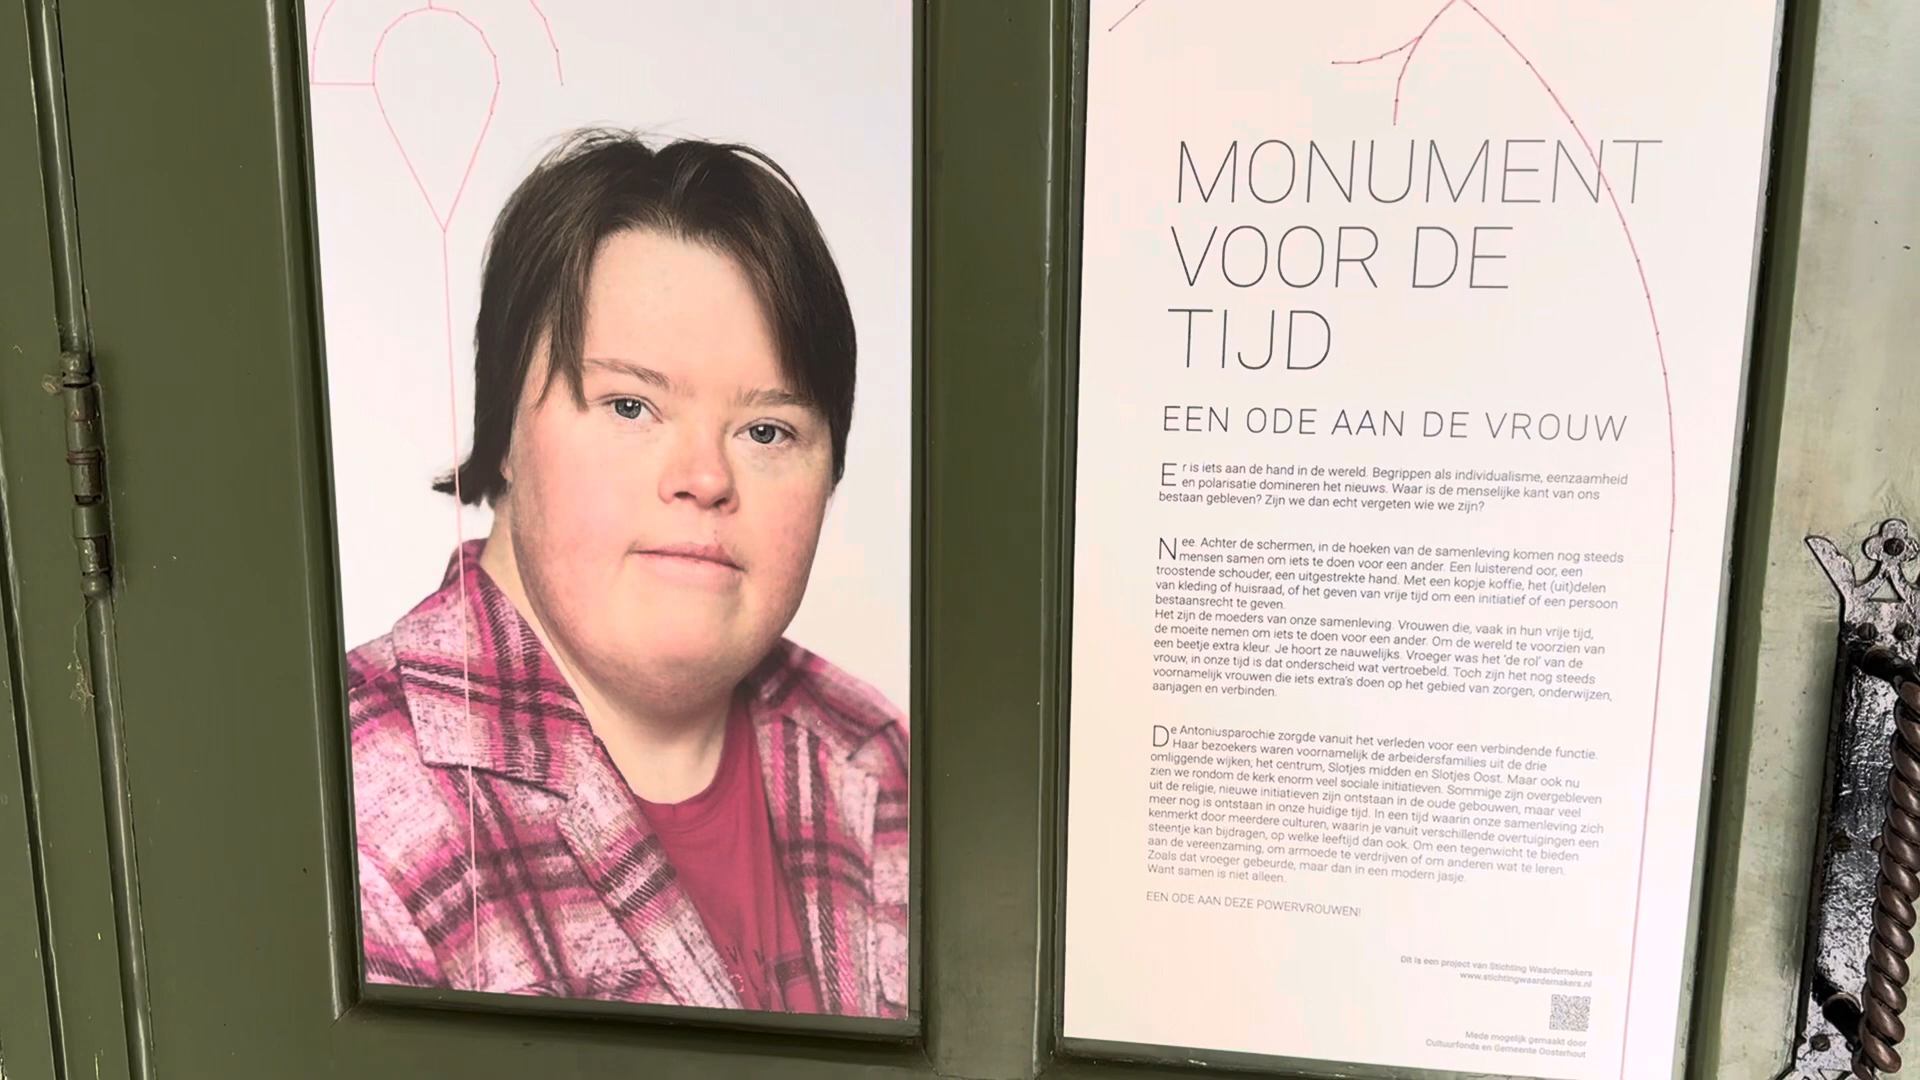 MONUMENT
VOOR DE
TIJD
EEN ODE AAN DE VROUW
Er is iets aan de hand in de wereld. Begrippen als individualisme, eenzaamheid
en polarisatie domineren het nieuws. Waar is de menselijke kant van ons
bestaan gebleven? Zijn we dan echt vergeten wie we zijn?
Nee. Achter de schermen, in de hoeken van de samenleving komen nog steeds
mensen samen om iets te doen voor een ander. Een luisterend oor, een
troostende schouder, een uitgestrekte hand. Met een kopje koffie, het (uit)delen
van kleding of huisraad, of het geven van vrije tijd om een initiatief of een persoon
bestaansrecht te geven.
Het zijn de moeders van onze samenleving. Vrouwen die, vaak in hun vrije tijd,
de moeite nemen om iets te doen voor een ander. Om de wereld te voorzien van
een beetje extra kleur. Je hoort ze nauwelijks. Vroeger was het 'de rol' van de
vrouw, in onze tijd is dat onderscheid wat vertroebeld. Toch zijn het nog steeds
voornamelijk vrouwen die iets extra's doen op het gebied van zorgen, onderwijzen,
aanjagen en verbinden.
De Antoniusparochie zorgde vanuit het verleden voor een verbindende functie.
Haar bezoekers waren voornamelijk de arbeidersfamilies uit de drie
omliggende wijken; het centrum, Slotjes midden en Slotjes Oost. Maar ook nu
zien we rondom de kerk enorm veel sociale initiatieven. Sommige zijn overgebleven
uit de religie, nieuwe initiatieven zijn ontstaan in de oude gebouwen, maar veel
meer nog is ontstaan in onze huidige tijd. In een tijd waarin onze samenleving zich
kenmerkt door meerdere culturen, waarin je vanuit verschillende overtuigingen een
steentje kan bijdragen, op welke leeftijd dan ook. Om een tegenwicht te bieden
aan de vereenzaming, om armoede te verdrijven of om anderen wat te leren.
Zoals dat vroeger gebeurde, maar dan in een modern jasje.
Want samen is niet alleen.
EEN ODE AAN DEZE POWERVROUWEN!
Dit is een project van Stichting Waardemakers
www.stichtingwaardemakers.nl
Mede mogelijk gemaakt door
Cultuurfonds en Gemeente Oosterhout